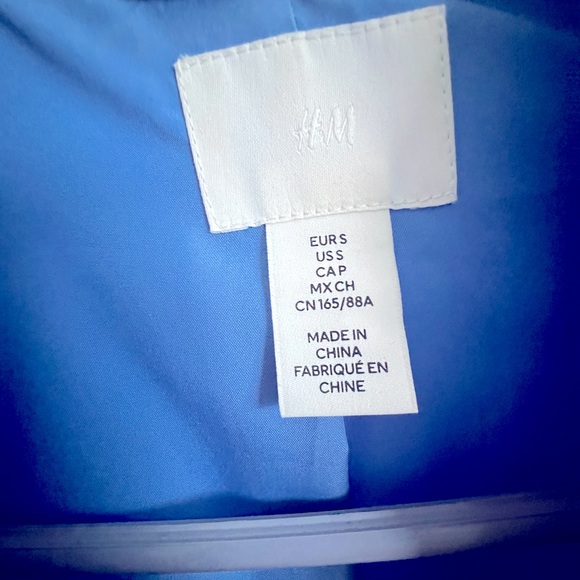 H&M
EUR S
US S
CA P
MX CH
CN 165/88A
MADE IN
CHINA
FABRIQUÉ EN
CHINE